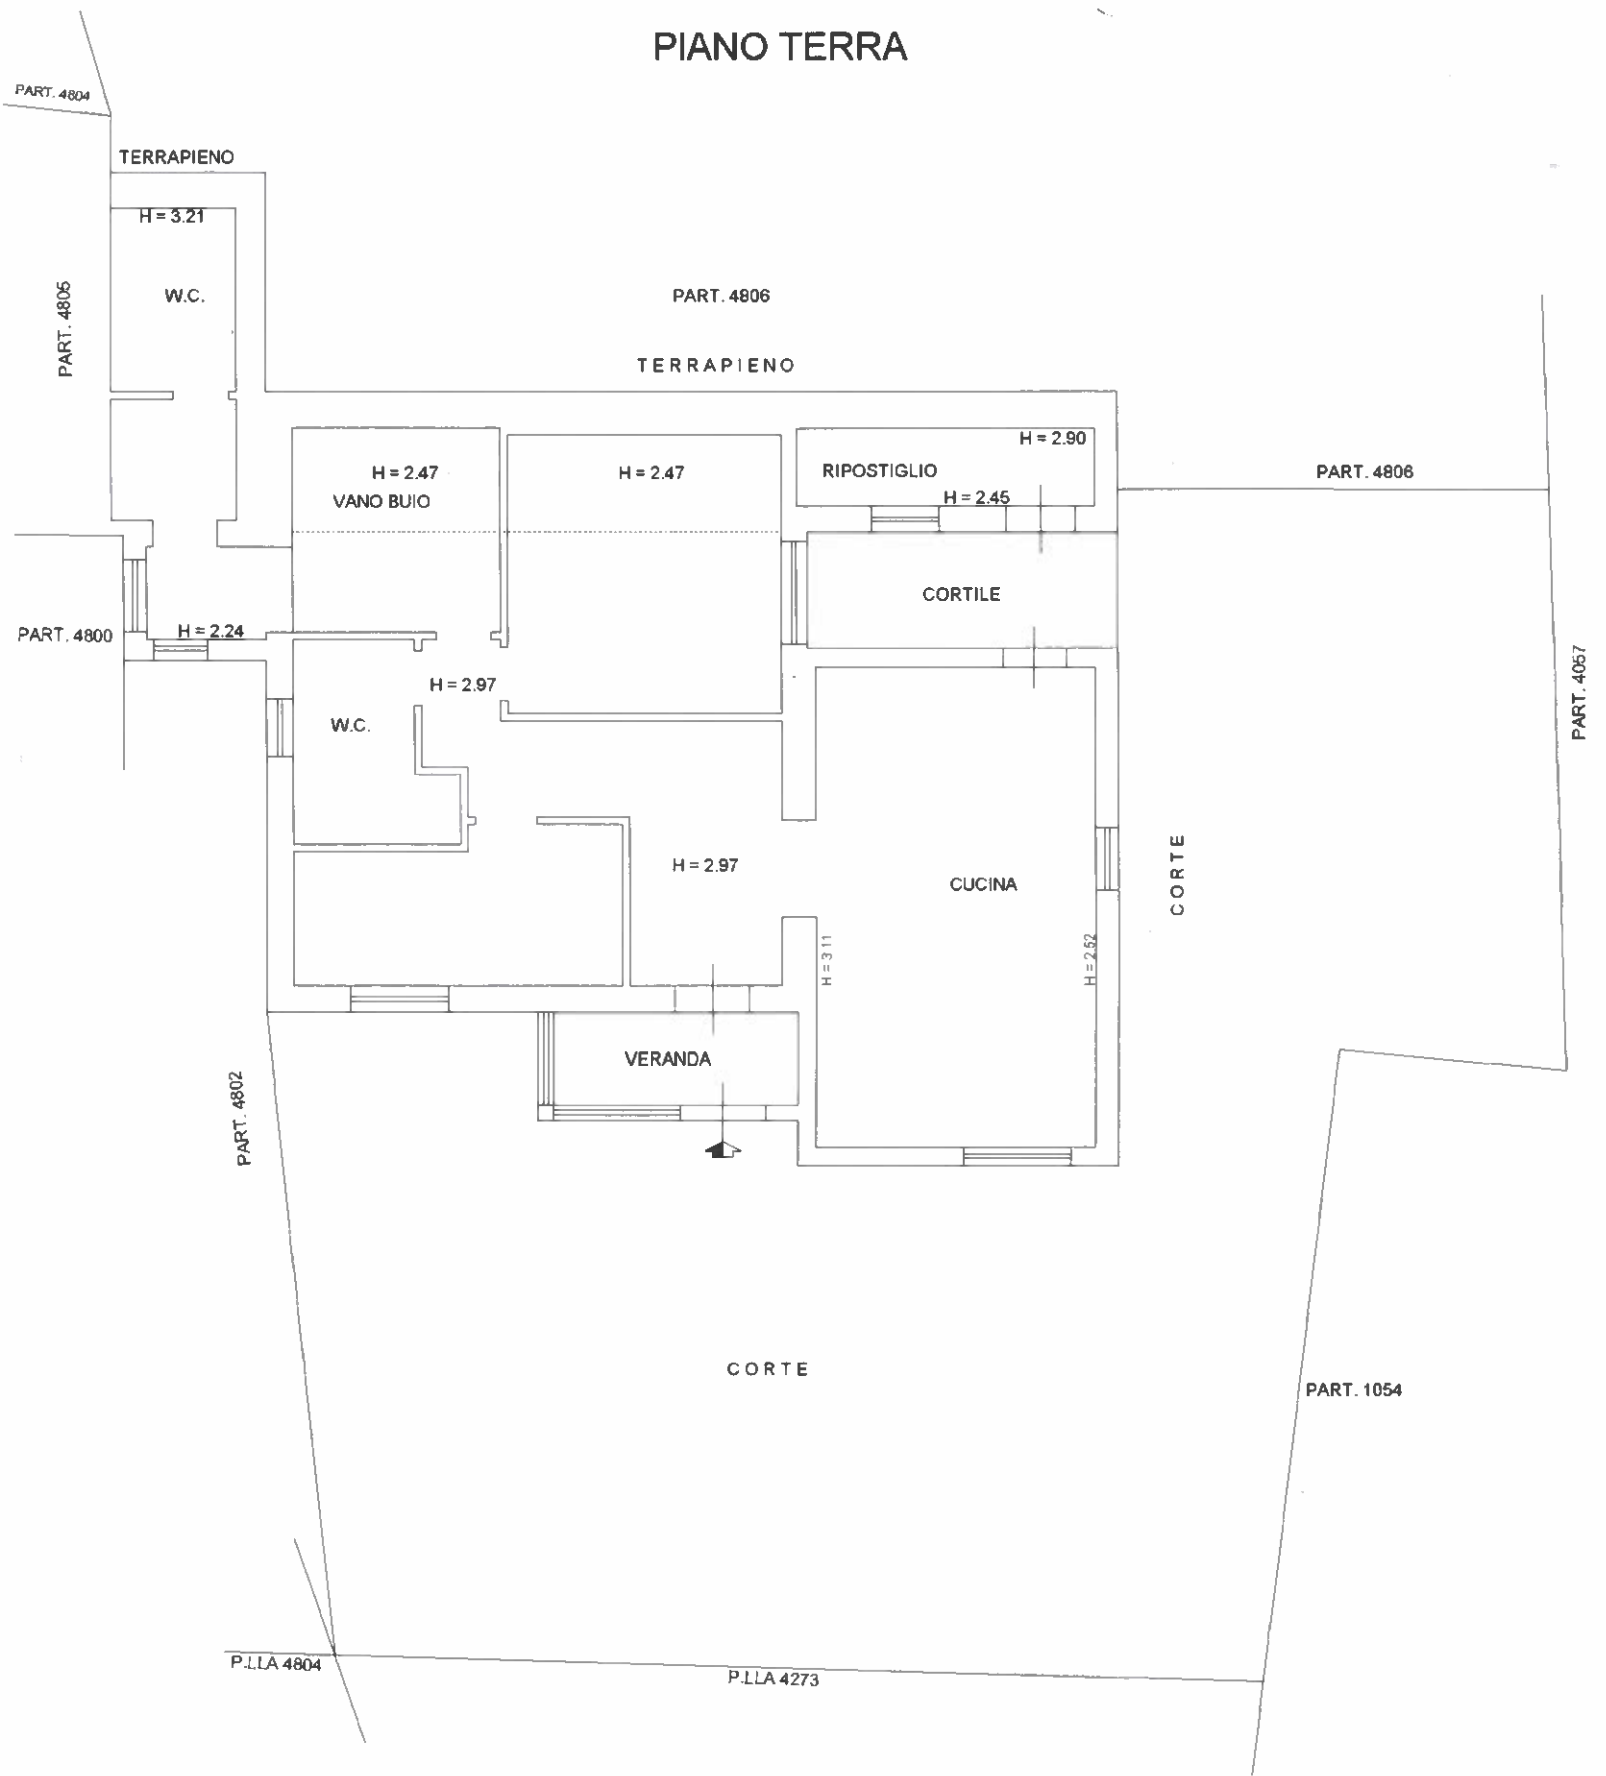 PIANO TERRA
PART. 4804
TERRAPIENO
H = 3.21
W.C.
PART. 4805
PART. 4806
TERRAPIENO
H = 2.90
H = 2.47
H = 2.47
RIPOSTIGLIO
PART. 4806
VANO BUIO
H = 2.45
CORTILE
PART. 4800
H = 2.24
H = 2.97
PART. 4057
W.C.
H = 2.97
CUCINA
CORTE
H = 3.11
H = 2.52
VERANDA
PART. 4802
CORTE
PART. 1054
P.LLA 4804
P.LLA 4273